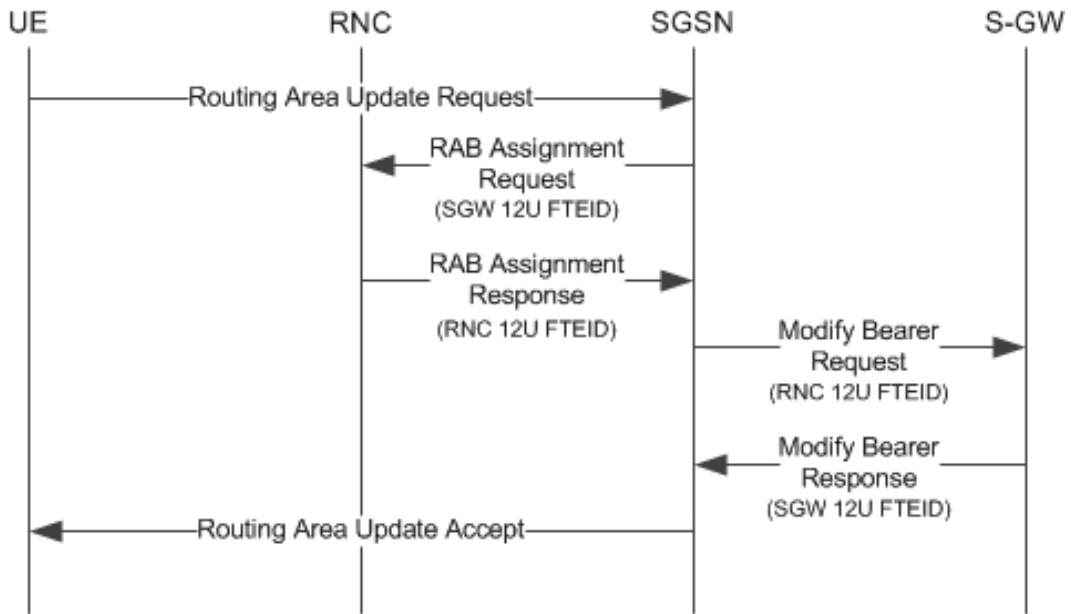 UE RNC SGSN S-GW
Routing Area Update Request
RAB Assignment
Request
(SGW 12U FTEID)
RAB Assignment
Response
(RNC 12U FTEID)
Modify Bearer
Request
(RNC 12U FTEID)
Modify Bearer
Response
(SGW 12U FTEID)
Routing Area Update Accept